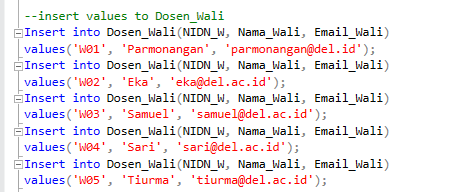 --insert values to Dosen_Wali
Insert into Dosen_Wali(NIDN_W, Nama_Wali, Email_Wali)
values('W01', 'Parmonangan', 'parmonangan@del.id');
Insert into Dosen_Wali(NIDN_W, Nama_Wali, Email_Wali)
values('W02', 'Eka', 'eka@del.ac.id');
Insert into Dosen_Wali(NIDN_W, Nama_Wali, Email_Wali)
values('W03', 'Samuel', 'samuel@del.ac.id');
Insert into Dosen_Wali(NIDN_W, Nama_Wali, Email_Wali)
values('W04', 'Sari', 'sari@del.ac.id');
Insert into Dosen_Wali(NIDN_W, Nama_Wali, Email_Wali)
values('W05', 'Tiurma', 'tiurma@del.ac.id');